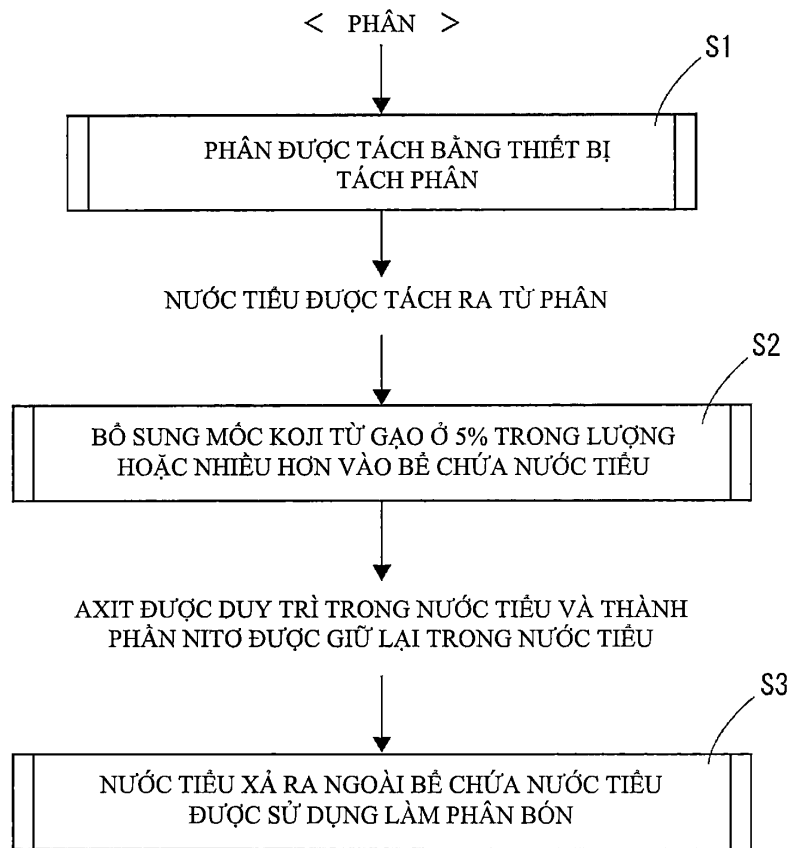 < PHÂN >
S1
PHÂN ĐƯỢC TÁCH BẰNG THIẾT BỊ
TÁCH PHÂN
NƯỚC TIỂU ĐƯỢC TÁCH RA TỪ PHÂN
S2
BỔ SUNG MỐC KOJI TỪ GẠO Ở 5% TRONG LƯỢNG
HOẶC NHIỀU HƠN VÀO BỂ CHỨA NƯỚC TIỂU
AXIT ĐƯỢC DUY TRÌ TRONG NƯỚC TIỂU VÀ THÀNH
PHẦN NITƠ ĐƯỢC GIỮ LẠI TRONG NƯỚC TIỂU
S3
NƯỚC TIỂU XẢ RA NGOÀI BỂ CHỨA NƯỚC TIỂU
ĐƯỢC SỬ DỤNG LÀM PHÂN BÓN